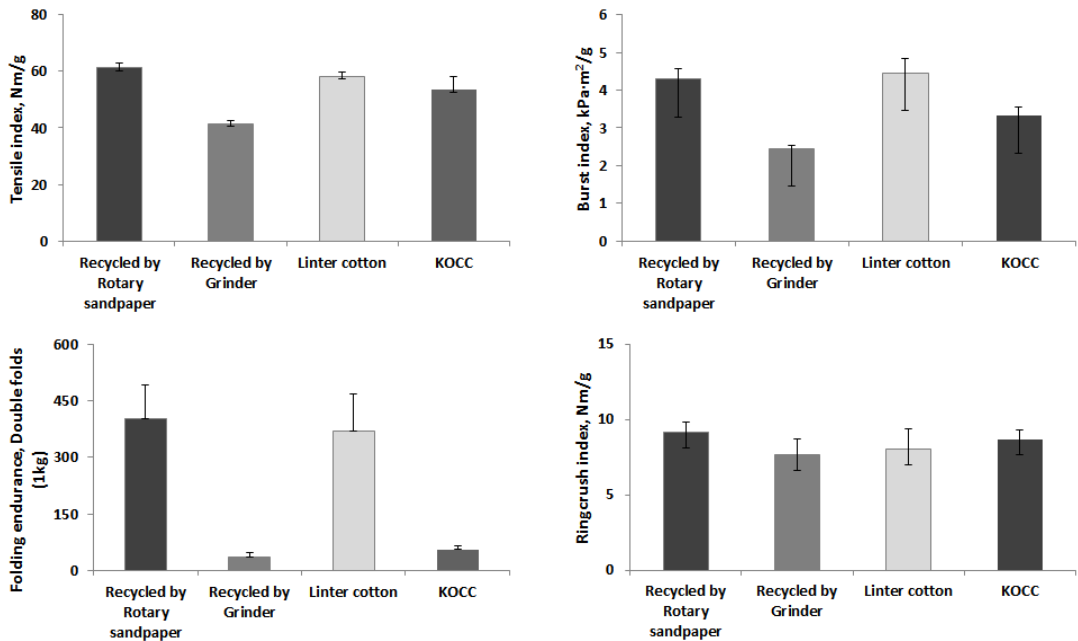 Tensile index, Nm/g
80
60
40
20
0
Recycled by
Rotary
sandpaper
Recycled by
Grinder
Linter cotton
KOCC
Burst index, kPa·m²/g
6
5
4
3
2
1
0
Recycled by
Rotary
sandpaper
Recycled by
Grinder
Linter cotton
KOCC
Folding endurance, Double folds
(1kg)
600
450
300
150
0
Recycled by
Rotary
sandpaper
Recycled by
Grinder
Linter cotton
KOCC
Ringcrush index, Nm/g
15
10
5
0
Recycled by
Rotary
sandpaper
Recycled by
Grinder
Linter cotton
KOCC